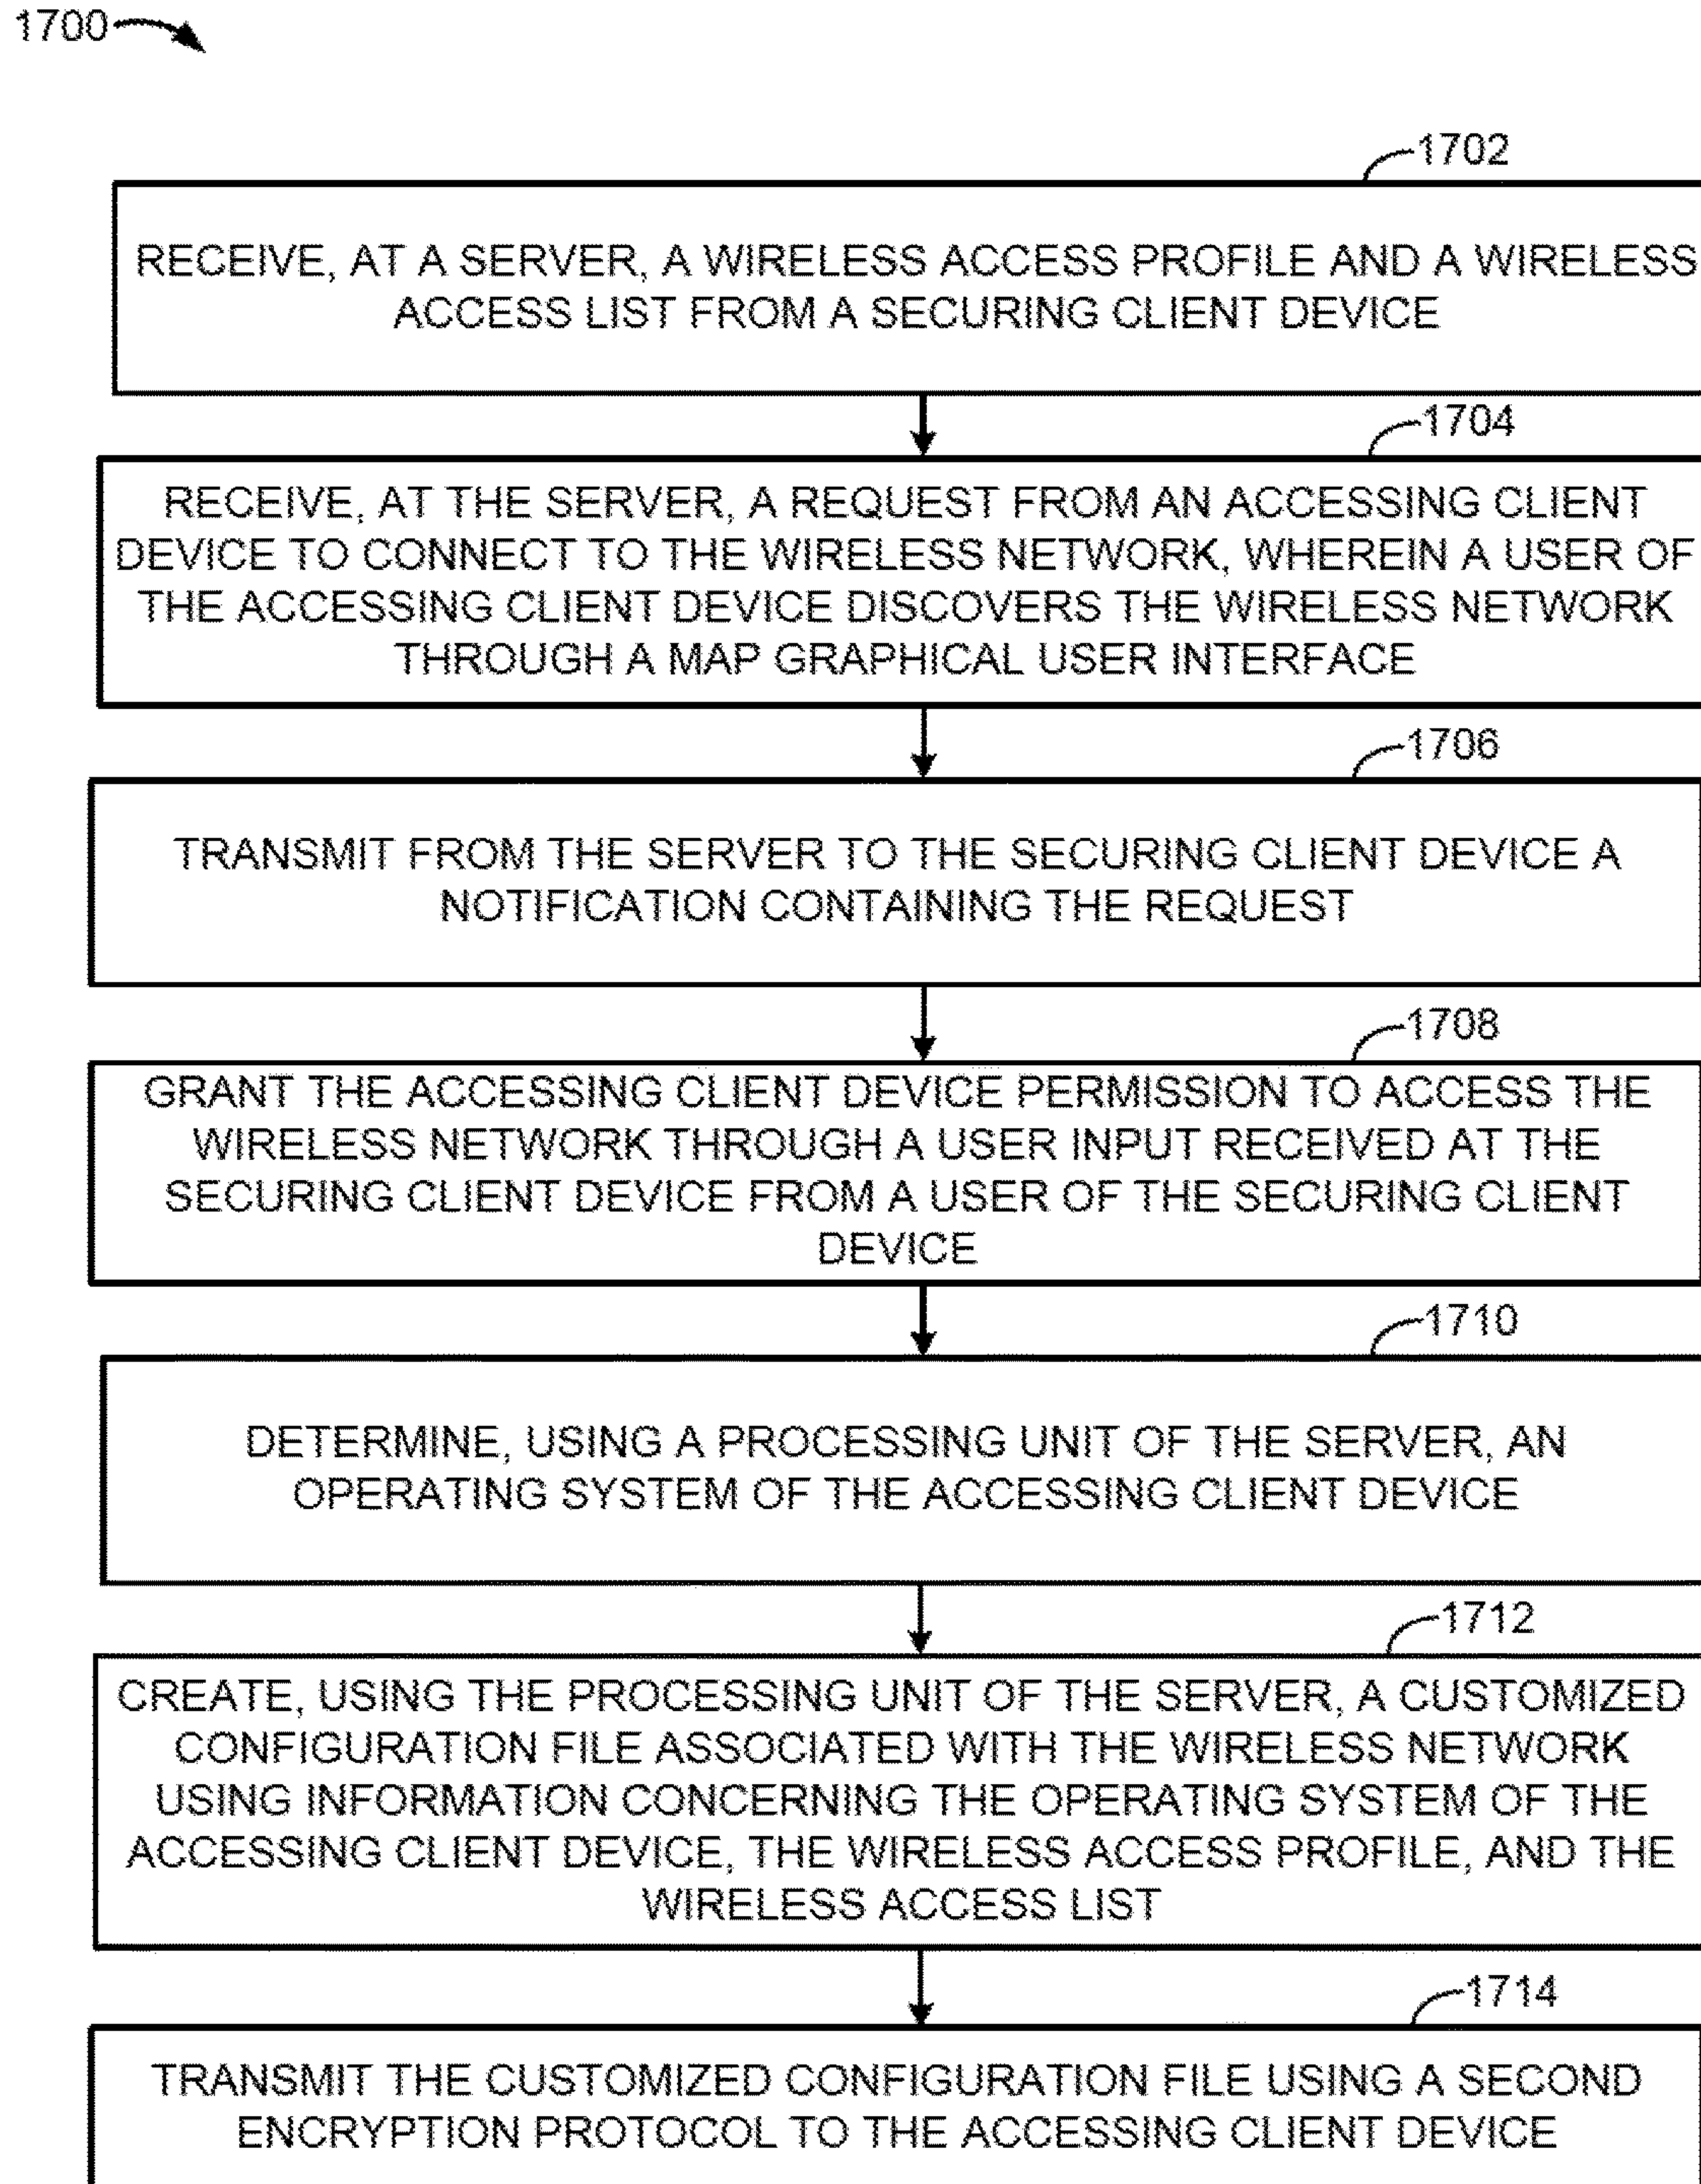 1700
1702
RECEIVE, AT A SERVER, A WIRELESS ACCESS PROFILE AND A WIRELESS
ACCESS LIST FROM A SECURING CLIENT DEVICE
1704
RECEIVE, AT THE SERVER, A REQUEST FROM AN ACCESSING CLIENT
DEVICE TO CONNECT TO THE WIRELESS NETWORK, WHEREIN A USER OF
THE ACCESSING CLIENT DEVICE DISCOVERS THE WIRELESS NETWORK
THROUGH A MAP GRAPHICAL USER INTERFACE
1706
TRANSMIT FROM THE SERVER TO THE SECURING CLIENT DEVICE A
NOTIFICATION CONTAINING THE REQUEST
1708
GRANT THE ACCESSING CLIENT DEVICE PERMISSION TO ACCESS THE
WIRELESS NETWORK THROUGH A USER INPUT RECEIVED AT THE
SECURING CLIENT DEVICE FROM A USER OF THE SECURING CLIENT
DEVICE
1710
DETERMINE, USING A PROCESSING UNIT OF THE SERVER, AN
OPERATING SYSTEM OF THE ACCESSING CLIENT DEVICE
1712
CREATE, USING THE PROCESSING UNIT OF THE SERVER, A CUSTOMIZED
CONFIGURATION FILE ASSOCIATED WITH THE WIRELESS NETWORK
USING INFORMATION CONCERNING THE OPERATING SYSTEM OF THE
ACCESSING CLIENT DEVICE, THE WIRELESS ACCESS PROFILE, AND THE
WIRELESS ACCESS LIST
1714
TRANSMIT THE CUSTOMIZED CONFIGURATION FILE USING A SECOND
ENCRYPTION PROTOCOL TO THE ACCESSING CLIENT DEVICE